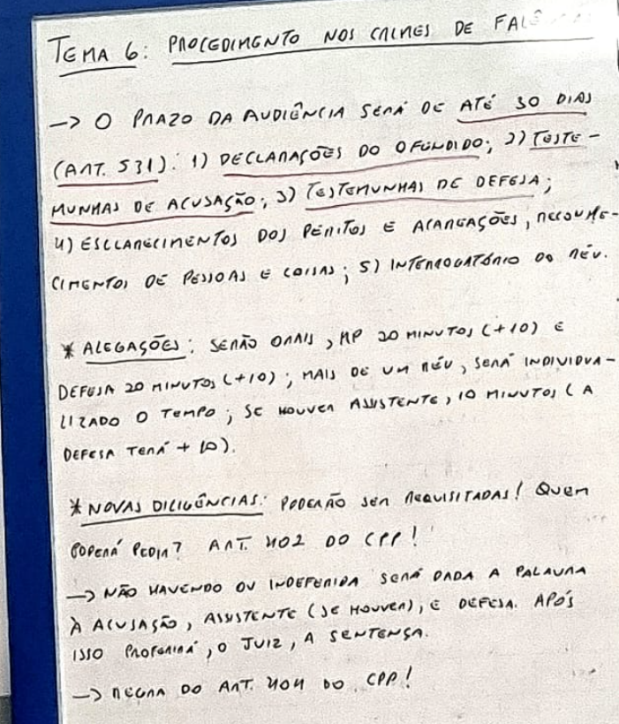 TEMA 6: PROCEDIMENTO NOS CRIMES DE FALÊ
→ O PRAZO DA AUDIÊNCIA SERÁ DE ATÉ 30 DIAS
(ART. 531): 1) DECLARAÇÕES DO OFENDIDO; 2) TESTE-
MUNHAS DE ACUSAÇÃO; 3) TESTEMUNHAS DE DEFESA;
4) ESCLARECIMENTOS DOS PERITOS E ACAREAÇÕES, RECONHE-
CIMENTOS DE PESSOAS E COISAS; 5) INTERROGATÓRIO DO RÉU.
* ALEGAÇÕES: SERÃO ORAIS, MP 20 MINUTOS (+10) E
DEFESA 20 MINUTOS (+10); MAIS DE UM RÉU, SERÁ INDIVIDUA-
LIZADO O TEMPO; SE HOUVER ASSISTENTE, 10 MINUTOS (A
DEFESA TERÁ + 10).
* NOVAS DILIGÊNCIAS: PODERÃO SER REQUISITADAS! QUEM
PODERÁ PEDIR? ART. 402 DO CPP!
→ NÃO HAVENDO OU INDEFERIDA SERÁ DADA A PALAVRA
À ACUSAÇÃO, ASSISTENTE (SE HOUVER), E DEFESA. APÓS
ISSO PROFERIRÁ, O JUIZ, A SENTENÇA.
→ REGRA DO ART. 404 DO CPP!